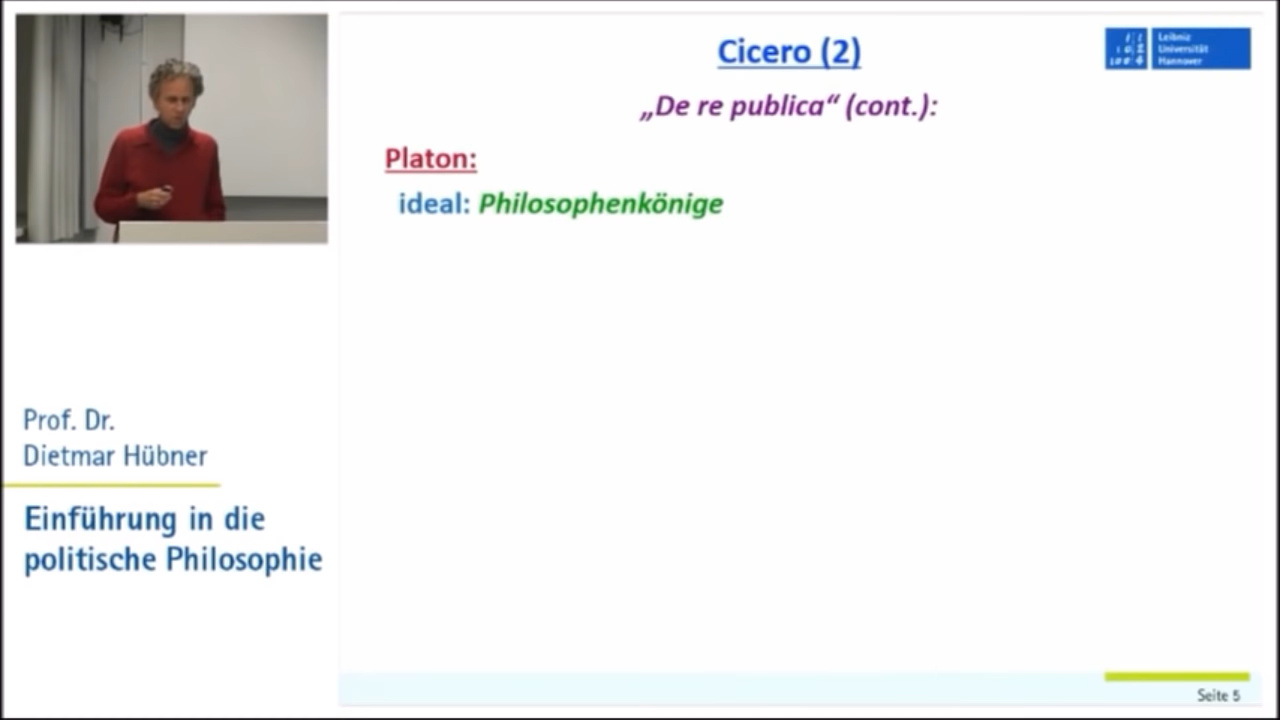 Cicero (2)
„De re publica“ (cont.):
Platon:
ideal: Philosophenkönige
Leibniz
Universität
Hannover
Prof. Dr.
Dietmar Hübner
Einführung in die
politische Philosophie
Seite 5